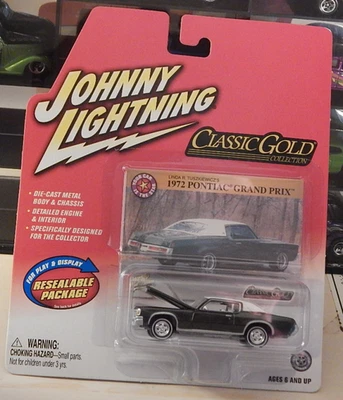 JOHNNY
LIGHTNING
CLASSIC GOLD
COLLECTION
• DIE-CAST METAL
BODY & CHASSIS
• DETAILED ENGINE
& INTERIOR
• SPECIFICALLY DESIGNED
FOR THE COLLECTOR
LINDA R. TUSZKIEWICZ'S
1972 PONTIAC GRAND PRIX
FOR PLAY & DISPLAY
RESEALABLE
PACKAGE
WARNING:
CHOKING HAZARD—Small parts.
Not for children under 3 yrs.
AGES 6 AND UP